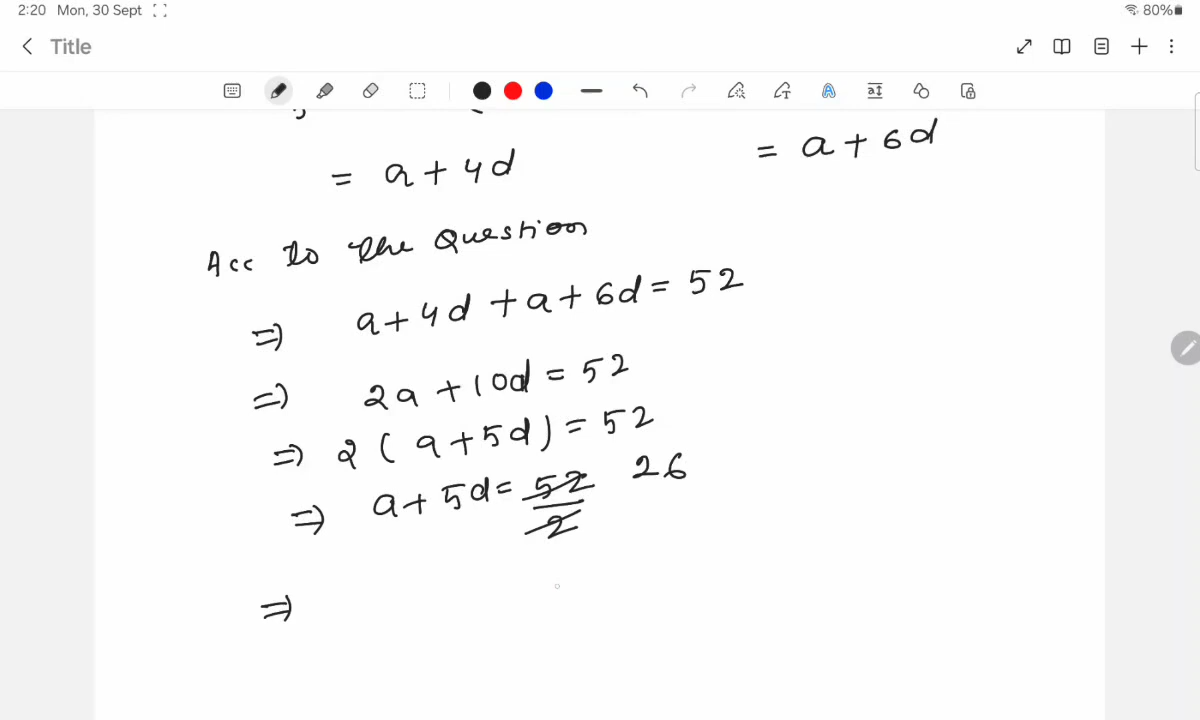 2:20 Mon, 30 Sept 80%
Title
= a + 4d = a + 6d
Acc to the Question
⇒ a + 4d + a + 6d = 52
⇒ 2a + 10d = 52
⇒ 2 ( a + 5d ) = 52
⇒ a + 5d = 52/2 26
⇒